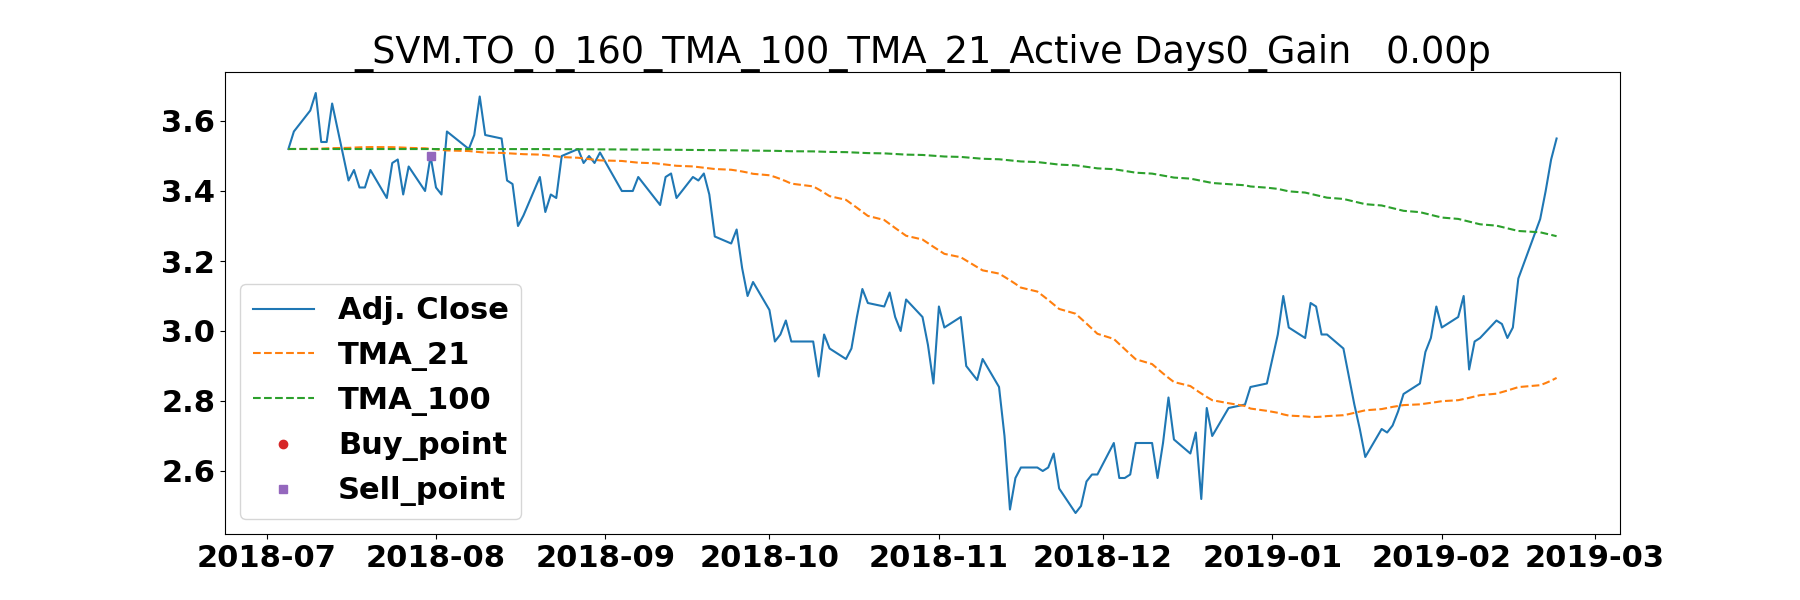 _SVM.TO_0_160_TMA_100_TMA_21_Active Days0_Gain   0.00p
3.6
3.4
3.2
3.0
2.8
2.6
Adj. Close
TMA_21
TMA_100
Buy_point
Sell_point
2018-07 2018-08 2018-09 2018-10 2018-11 2018-12 2019-01 2019-02 2019-03